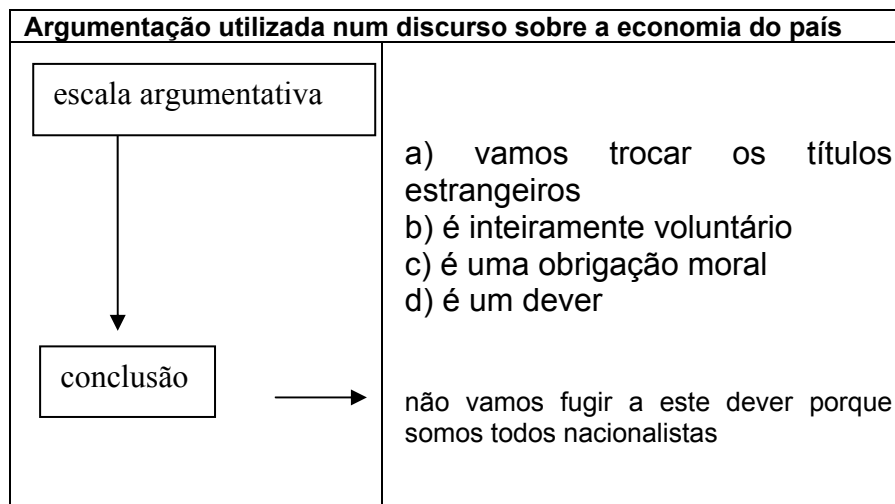 Argumentação utilizada num discurso sobre a economia do país
escala argumentativa
a) vamos trocar os títulos
estrangeiros
b) é inteiramente voluntário
c) é uma obrigação moral
d) é um dever
conclusão
não vamos fugir a este dever porque
somos todos nacionalistas